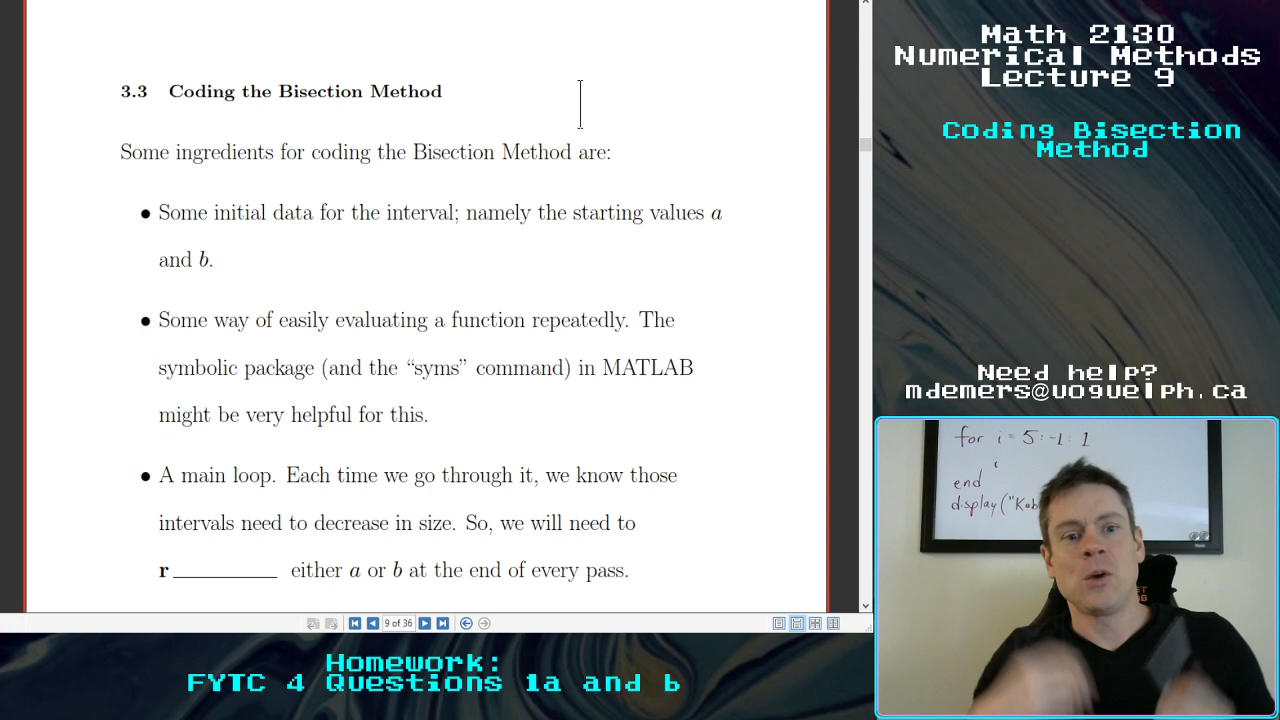 3.3 Coding the Bisection Method
Some ingredients for coding the Bisection Method are:
• Some initial data for the interval; namely the starting values a
and b.
• Some way of easily evaluating a function repeatedly. The
symbolic package (and the “syms” command) in MATLAB
might be very helpful for this.
• A main loop. Each time we go through it, we know those
intervals need to decrease in size. So, we will need to
r__________ either a or b at the end of every pass.
9 of 36
Math 2130
Numerical Methods
Lecture 9
Coding Bisection
Method
Need help?
mdemers@uoguelph.ca
for i = 5:-1:1
i
end
display("Kab
Homework:
FYTC 4 Questions 1a and b